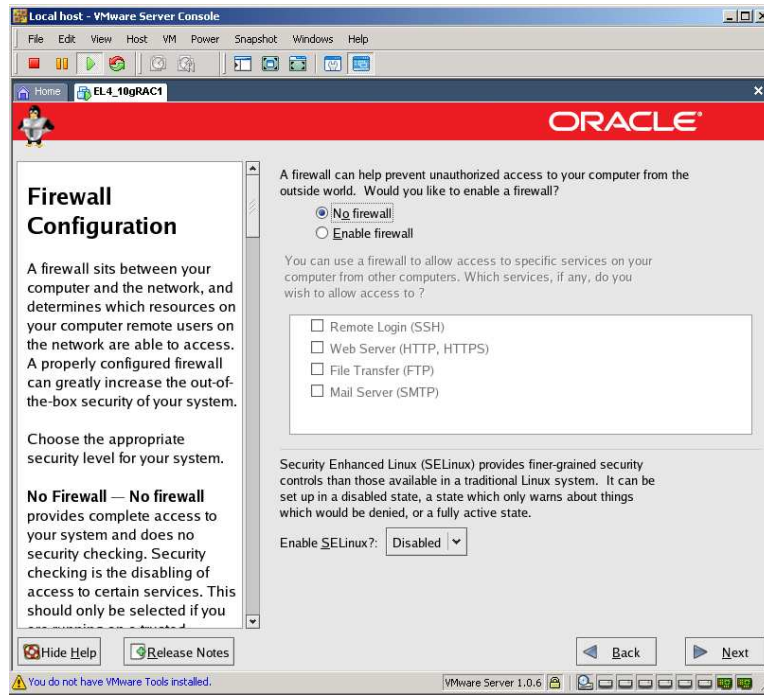 Local host - VMware Server Console
File Edit View Host VM Power Snapshot Windows Help
Home EL4_10gRAC1
ORACLE
Firewall
Configuration
A firewall sits between your
computer and the network, and
determines which resources on
your computer remote users on
the network are able to access.
A properly configured firewall
can greatly increase the out-of-
the-box security of your system.
Choose the appropriate
security level for your system.
No Firewall — No firewall
provides complete access to
your system and does no
security checking. Security
checking is the disabling of
access to certain services. This
should only be selected if you
A firewall can help prevent unauthorized access to your computer from the
outside world. Would you like to enable a firewall?
No firewall
Enable firewall
You can use a firewall to allow access to specific services on your
computer from other computers. Which services, if any, do you
wish to allow access to ?
Remote Login (SSH)
Web Server (HTTP, HTTPS)
File Transfer (FTP)
Mail Server (SMTP)
Security Enhanced Linux (SELinux) provides finer-grained security
controls than those available in a traditional Linux system. It can be
set up in a disabled state, a state which only warns about things
which would be denied, or a fully active state.
Enable SELinux?: Disabled
Hide Help Release Notes Back Next
You do not have VMware Tools installed. VMware Server 1.0.6